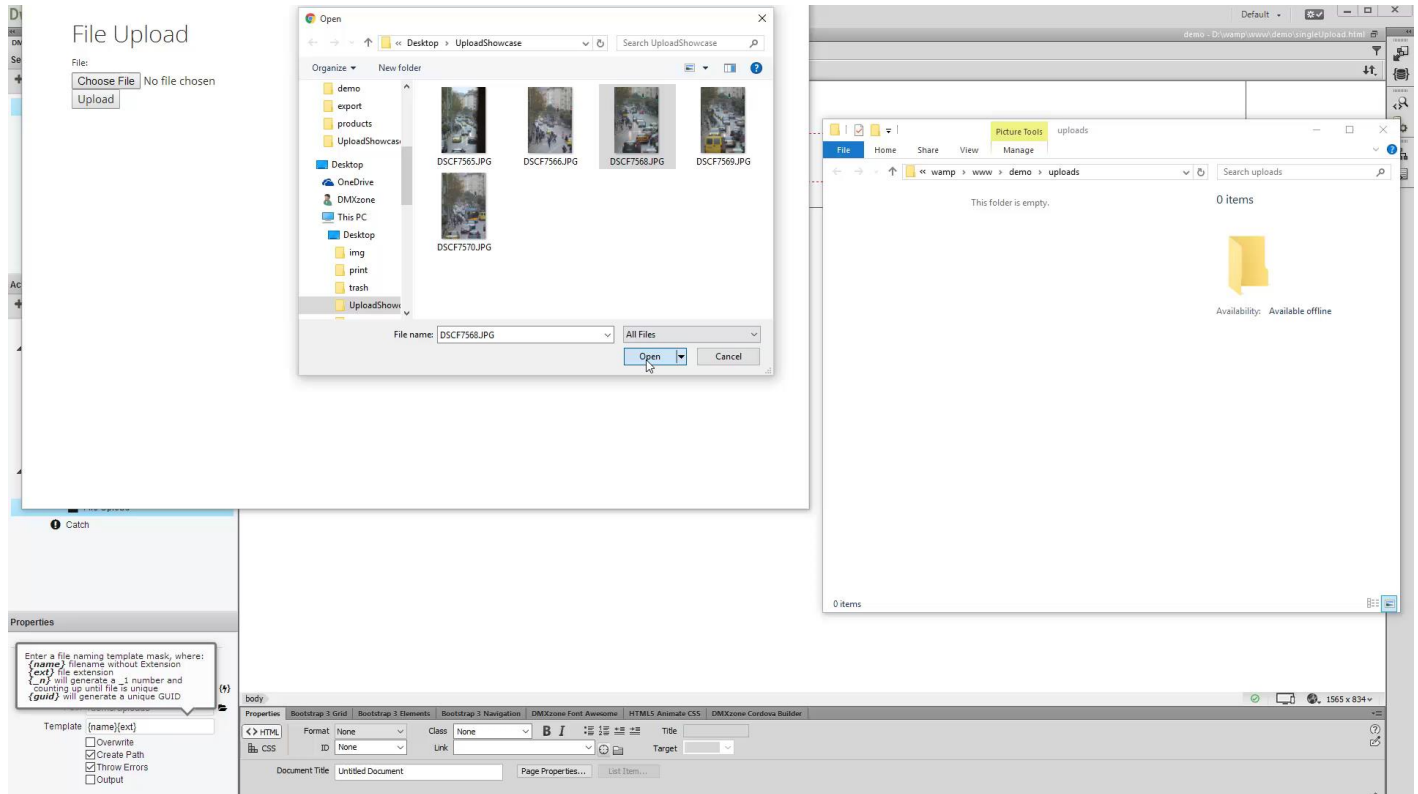 Default
demo - D:\wamp\www\demo\singleUpload.html
File Upload
File:
Choose File No file chosen
Upload
Open
« Desktop › UploadShowcase
Search UploadShowcase
Organize
New folder
demo
export
products
UploadShowcas
Desktop
OneDrive
DMXzone
This PC
Desktop
img
print
trash
UploadShow
DSCF7565.JPG
DSCF7566.JPG
DSCF7568.JPG
DSCF7569.JPG
DSCF7570.JPG
File name: DSCF7568.JPG
All Files
Open
Cancel
Picture Tools
uploads
File Home Share View Manage
« wamp › www › demo › uploads
Search uploads
This folder is empty.
0 items
Availability: Available offline
0 items
Catch
Properties
Enter a file naming template mask, where:
{name} filename without Extension
{ext} file extension
{_n} will generate a _1 number and
counting up until file is unique
{guid} will generate a unique GUID
Template {name}{ext}
Overwrite
Create Path
Throw Errors
Output
body
1565 x 834
Properties Bootstrap 3 Grid Bootstrap 3 Elements Bootstrap 3 Navigation DMXzone Font Awesome HTML5 Animate CSS DMXzone Cordova Builder
<> HTML Format None Class None B I Title
CSS ID None Link Target
Document Title Untitled Document Page Properties... List Item...